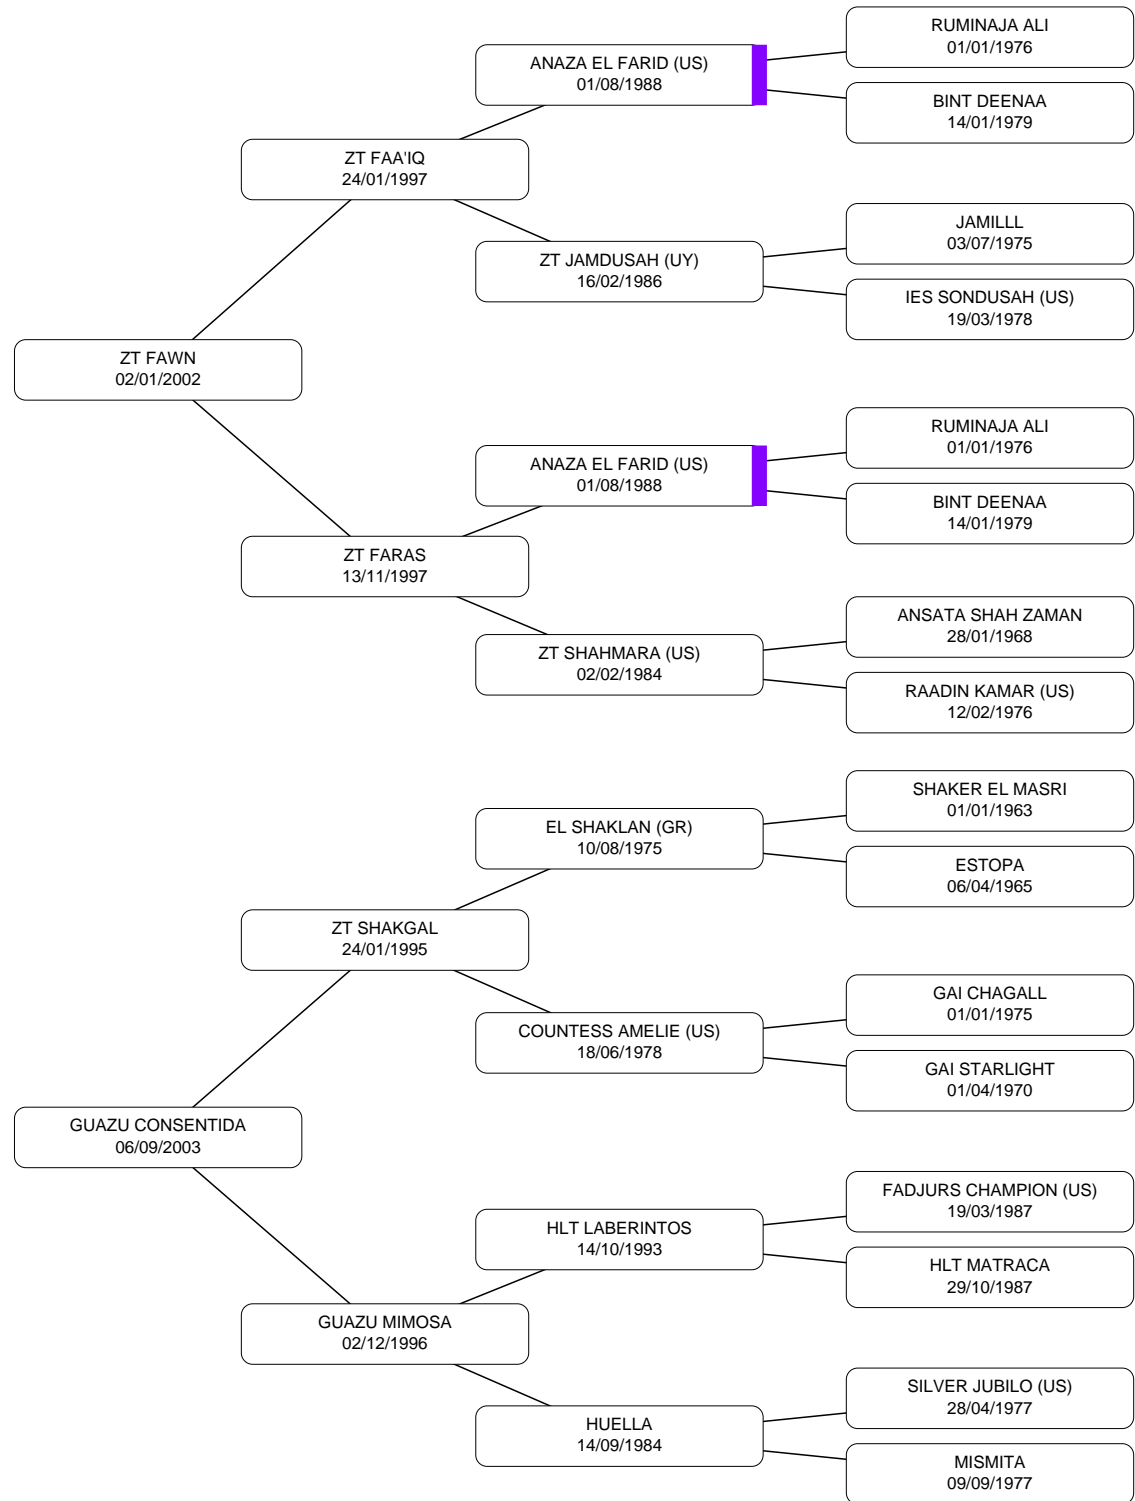 RUMINAJA ALI
01/01/1976
ANAZA EL FARID (US)
01/08/1988
BINT DEENAA
14/01/1979
ZT FAA'IQ
24/01/1997
JAMILLL
03/07/1975
ZT JAMDUSAH (UY)
16/02/1986
IES SONDUSAH (US)
19/03/1978
ZT FAWN
02/01/2002
RUMINAJA ALI
01/01/1976
ANAZA EL FARID (US)
01/08/1988
BINT DEENAA
14/01/1979
ZT FARAS
13/11/1997
ANSATA SHAH ZAMAN
28/01/1968
ZT SHAHMARA (US)
02/02/1984
RAADIN KAMAR (US)
12/02/1976
SHAKER EL MASRI
01/01/1963
EL SHAKLAN (GR)
10/08/1975
ESTOPA
06/04/1965
ZT SHAKGAL
24/01/1995
GAI CHAGALL
01/01/1975
COUNTESS AMELIE (US)
18/06/1978
GAI STARLIGHT
01/04/1970
GUAZU CONSENTIDA
06/09/2003
FADJURS CHAMPION (US)
19/03/1987
HLT LABERINTOS
14/10/1993
HLT MATRACA
29/10/1987
GUAZU MIMOSA
02/12/1996
SILVER JUBILO (US)
28/04/1977
HUELLA
14/09/1984
MISMITA
09/09/1977